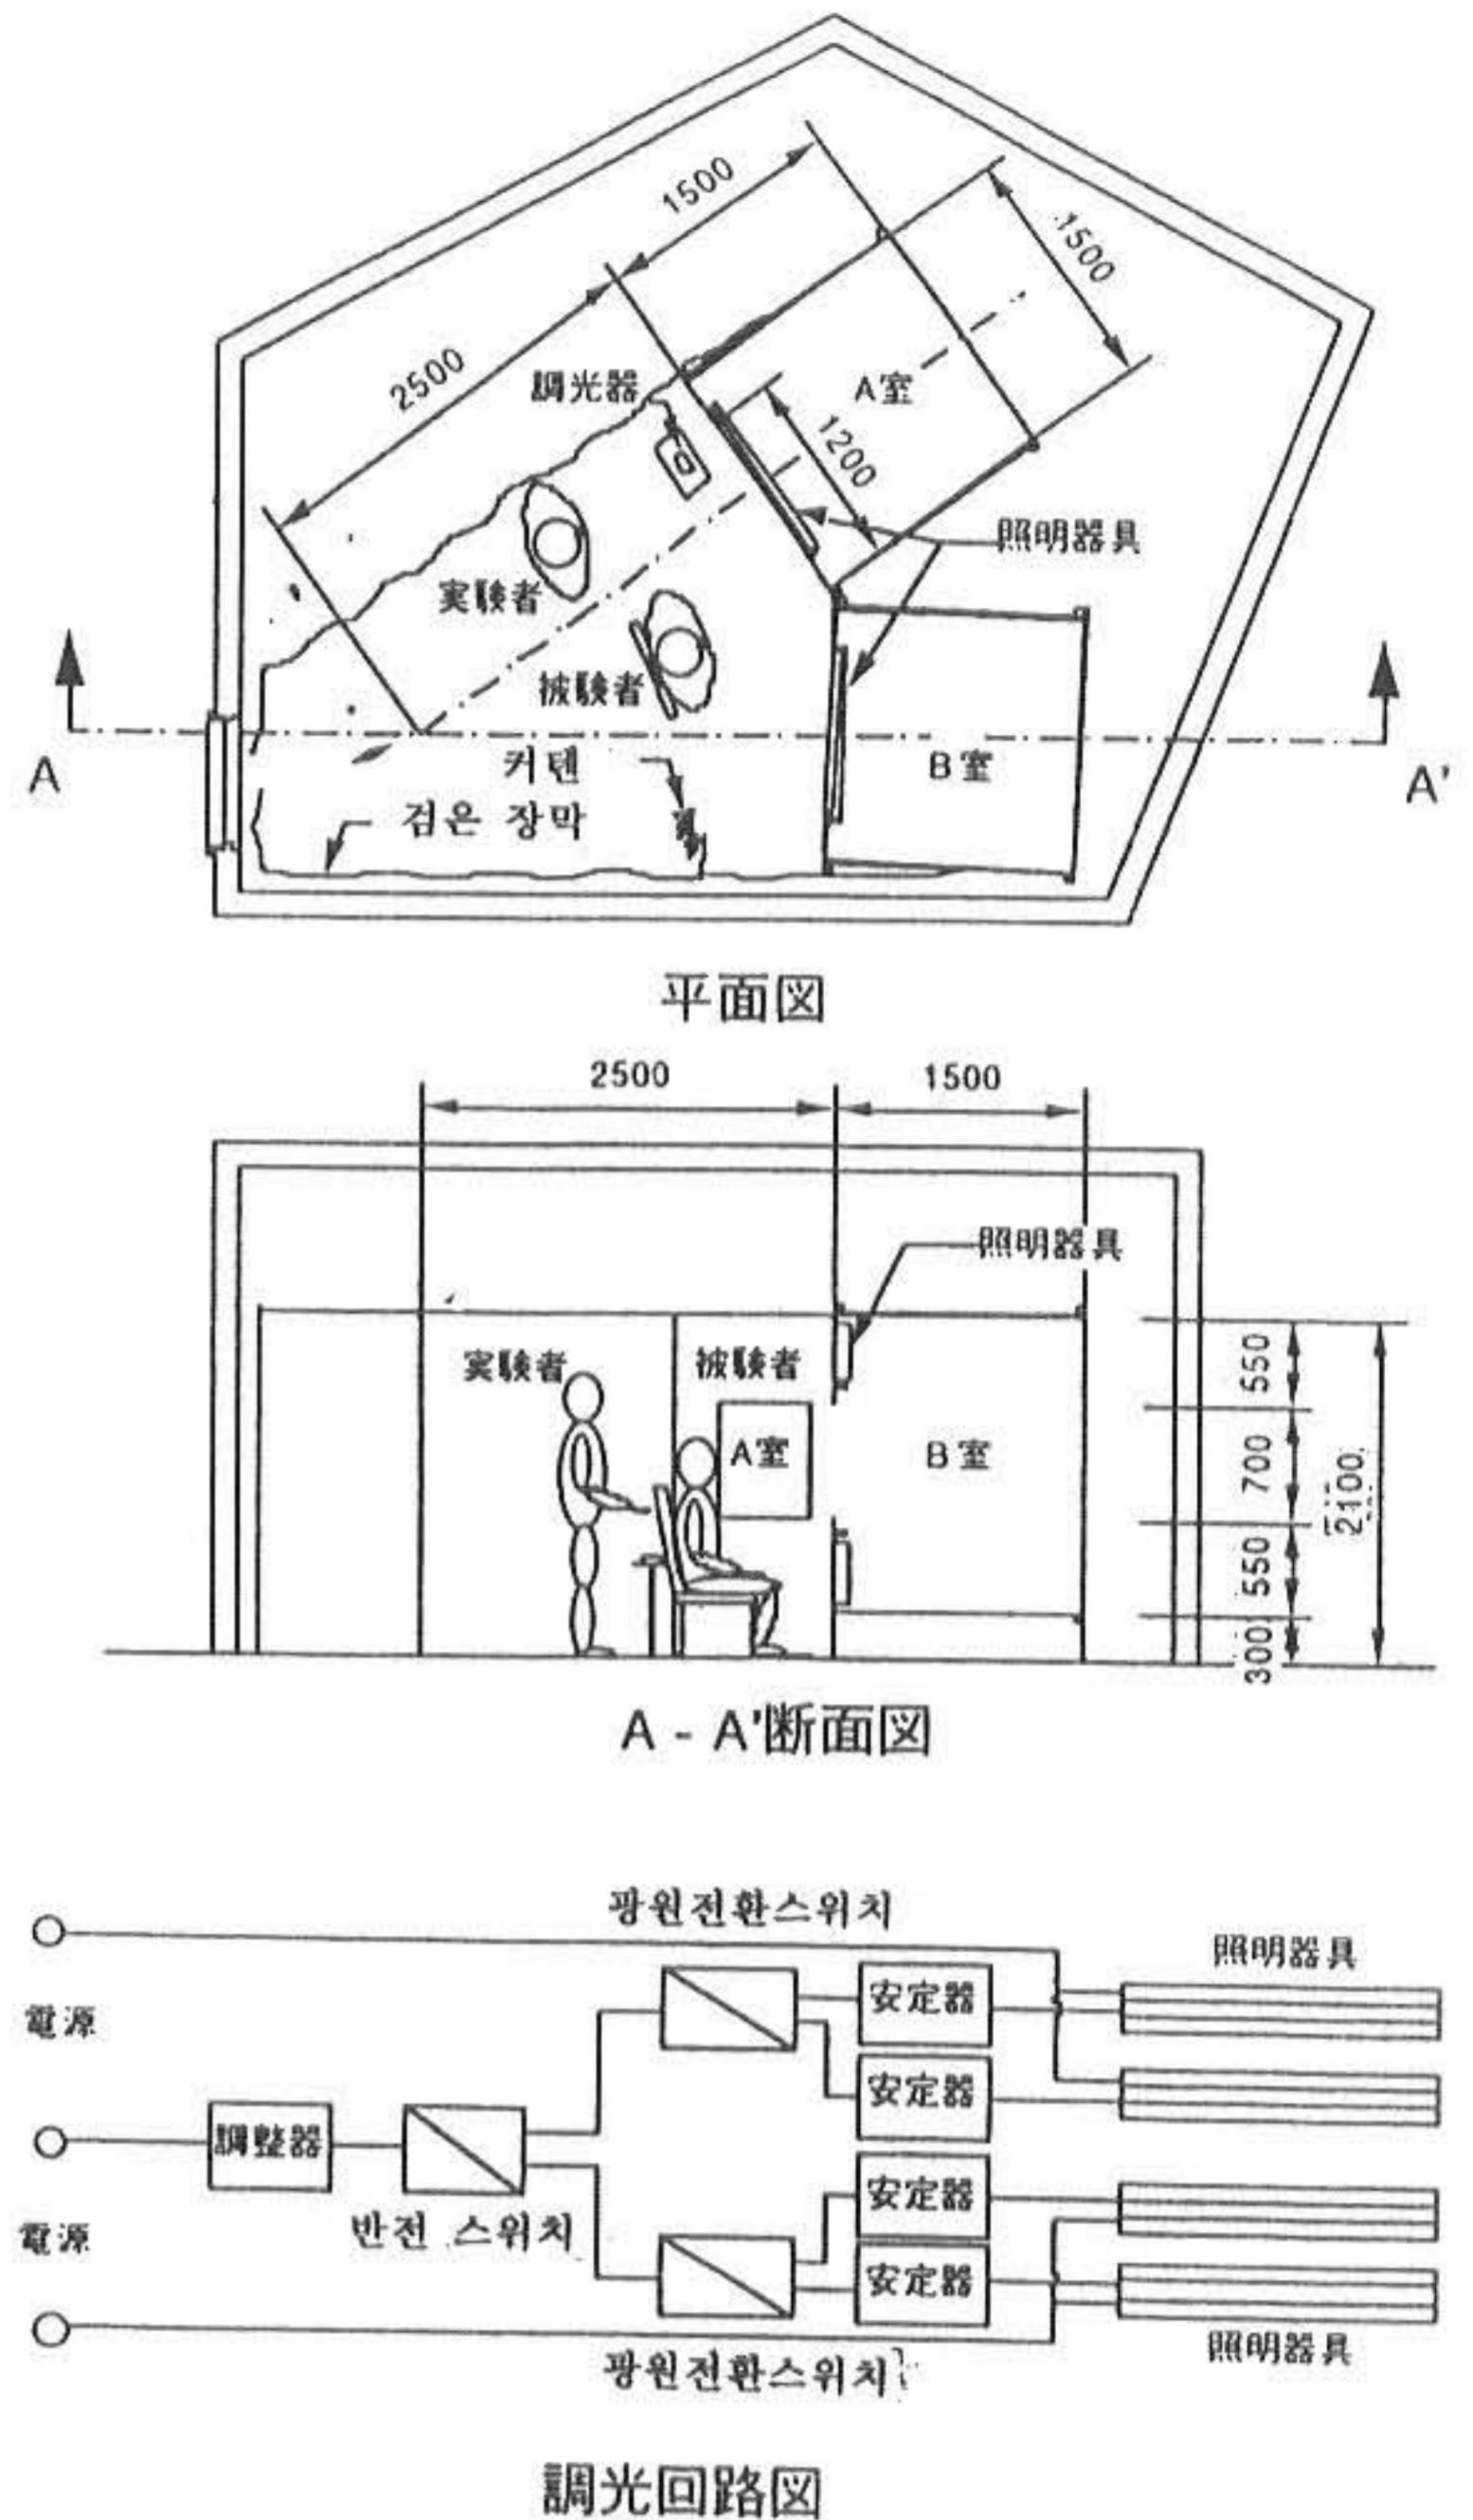 1500
1500
2500
調光器
A室
1200
照明器具
実験者
被験者
A
커텐
B室
A'
검은 장막
平面図
2500
1500
照明器具
実験者
被験者
550
A室
B室
700
2100
550
300
A - A'断面図
광원전환스위치
照明器具
電源
安定器
安定器
調整器
安定器
電源
반전 스위치
安定器
광원전환스위치
照明器具
調光回路図